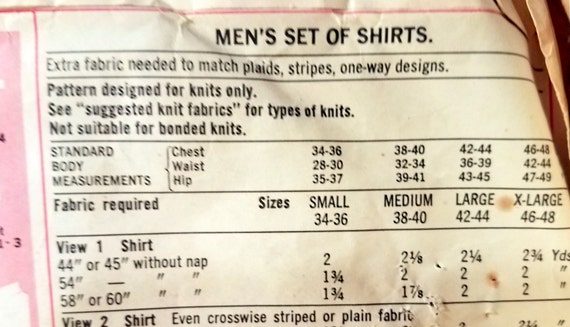 MEN'S SET OF SHIRTS.
Extra fabric needed to match plaids, stripes, one-way designs.
Pattern designed for knits only.
See "suggested knit fabrics" for types of knits.
Not suitable for bonded knits.
STANDARD Chest 34-36 38-40 42-44 46-48
BODY Waist 28-30 32-34 36-39 42-44
MEASUREMENTS Hip 35-37 39-41 43-45 47-49
Fabric required Sizes SMALL MEDIUM LARGE X-LARGE
34-36 38-40 42-44 46-48
View 1 Shirt
44" or 45" without nap 2 2⅛ 2¼ 2¾ Yds
54" — " " 1¾ 2 2 2 "
58" or 60" " " 1¾ 1⅞ 2 2 "
View 2 Shirt Even crosswise striped or plain fabric